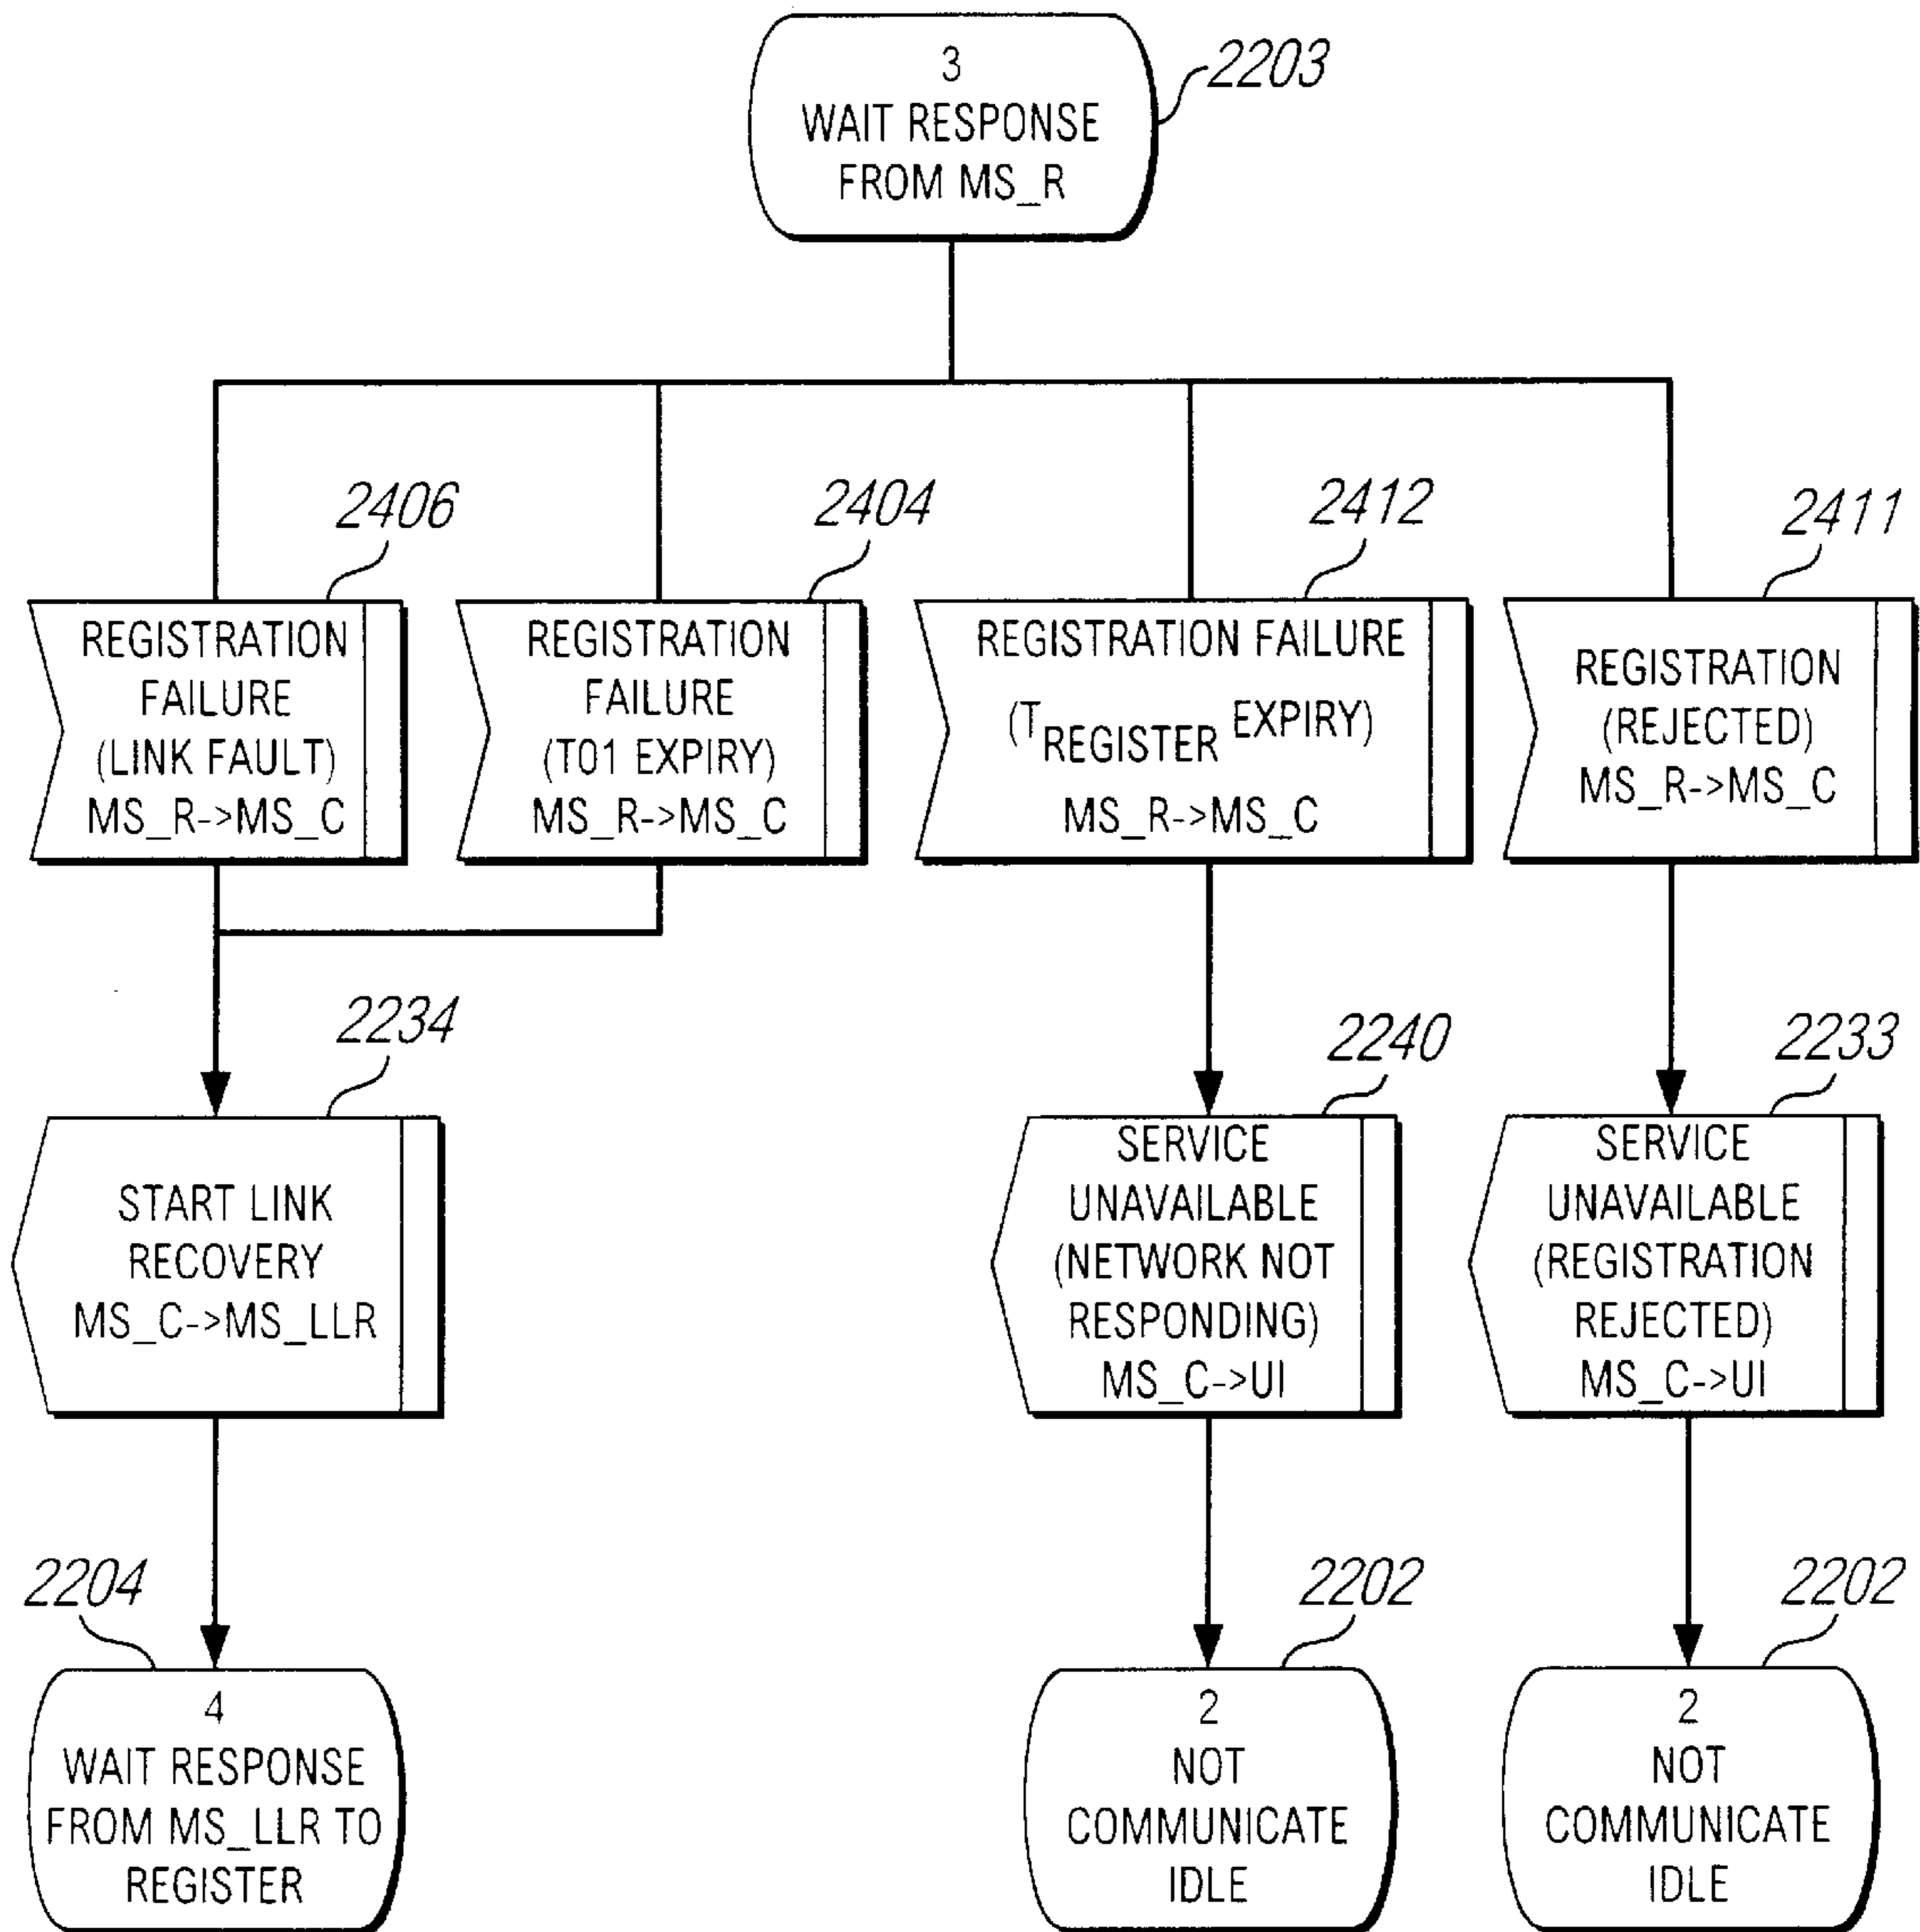 3
WAIT RESPONSE
FROM MS_R
2203
2406
REGISTRATION
FAILURE
(LINK FAULT)
MS_R->MS_C
2404
REGISTRATION
FAILURE
(T01 EXPIRY)
MS_R->MS_C
2412
REGISTRATION FAILURE
(TREGISTER EXPIRY)
MS_R->MS_C
2411
REGISTRATION
(REJECTED)
MS_R->MS_C
2234
START LINK
RECOVERY
MS_C->MS_LLR
2240
SERVICE
UNAVAILABLE
(NETWORK NOT
RESPONDING)
MS_C->UI
2233
SERVICE
UNAVAILABLE
(REGISTRATION
REJECTED)
MS_C->UI
2204
4
WAIT RESPONSE
FROM MS_LLR TO
REGISTER
2202
2
NOT
COMMUNICATE
IDLE
2202
2
NOT
COMMUNICATE
IDLE